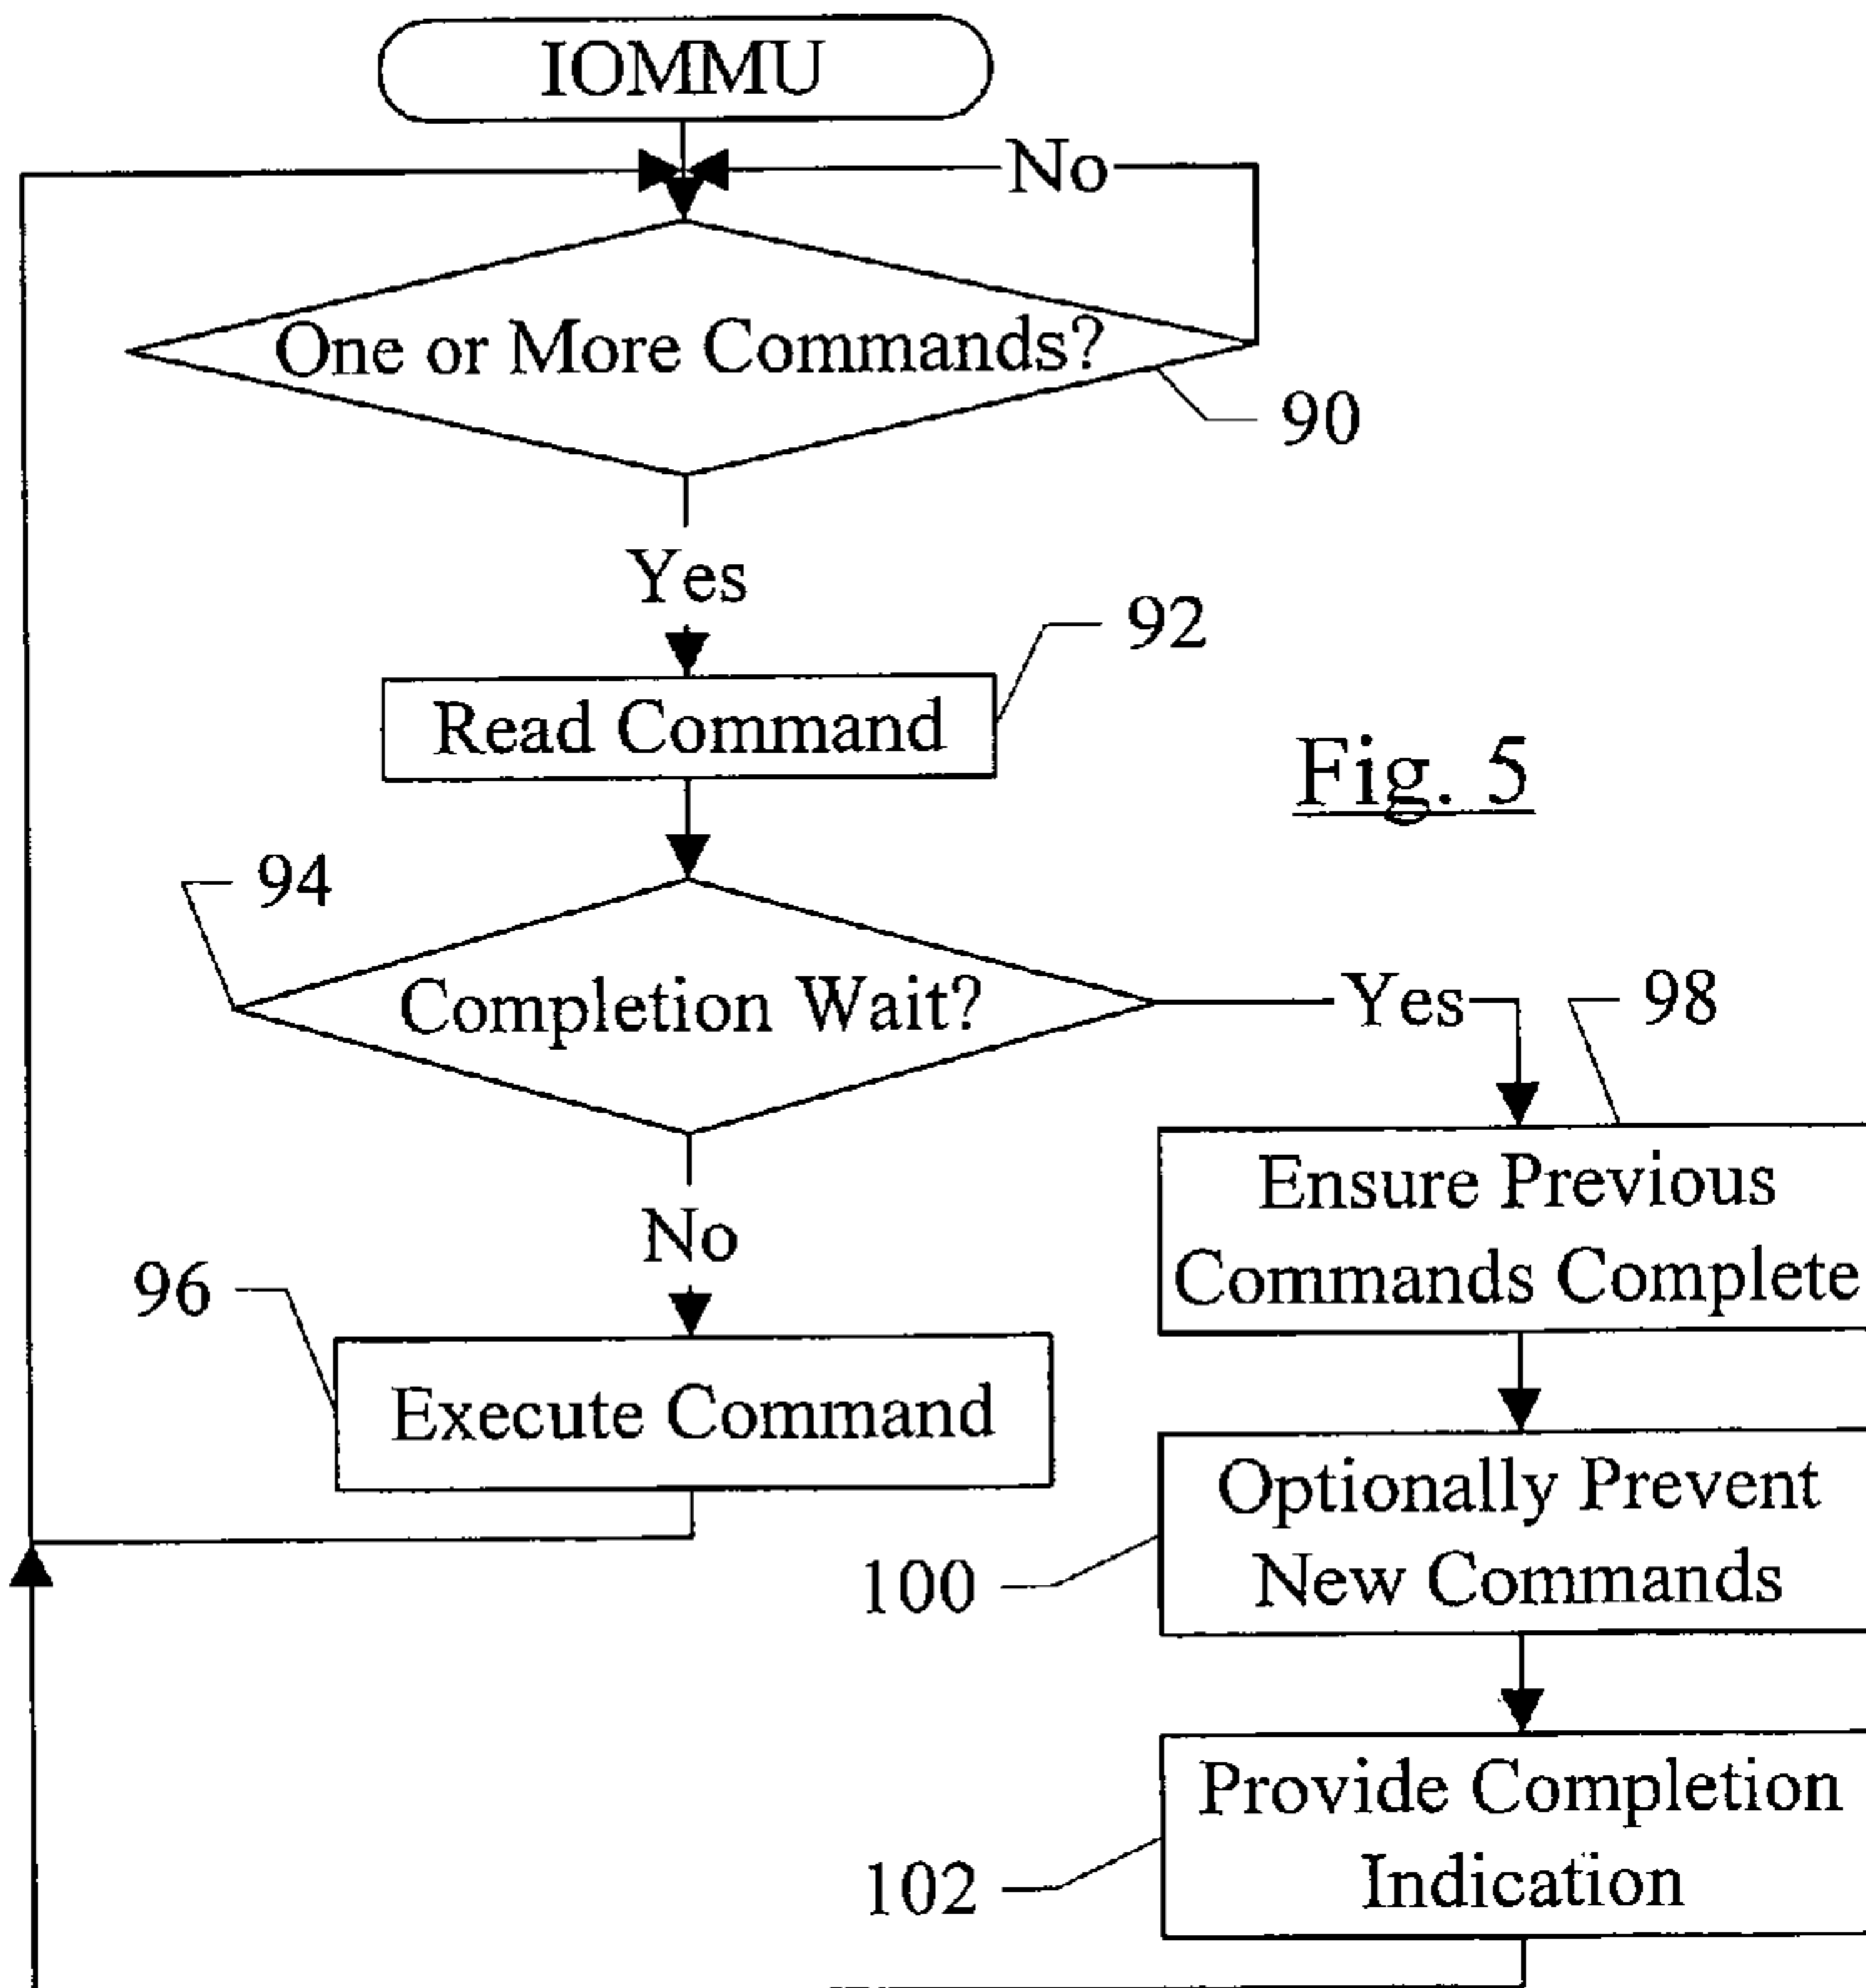 IOMMU
No
One or More Commands?
90
Yes
92
Read Command
Fig. 5
94
Completion Wait?
Yes
98
Ensure Previous
Commands Complete
No
96
Execute Command
Optionally Prevent
New Commands
100
Provide Completion
Indication
102